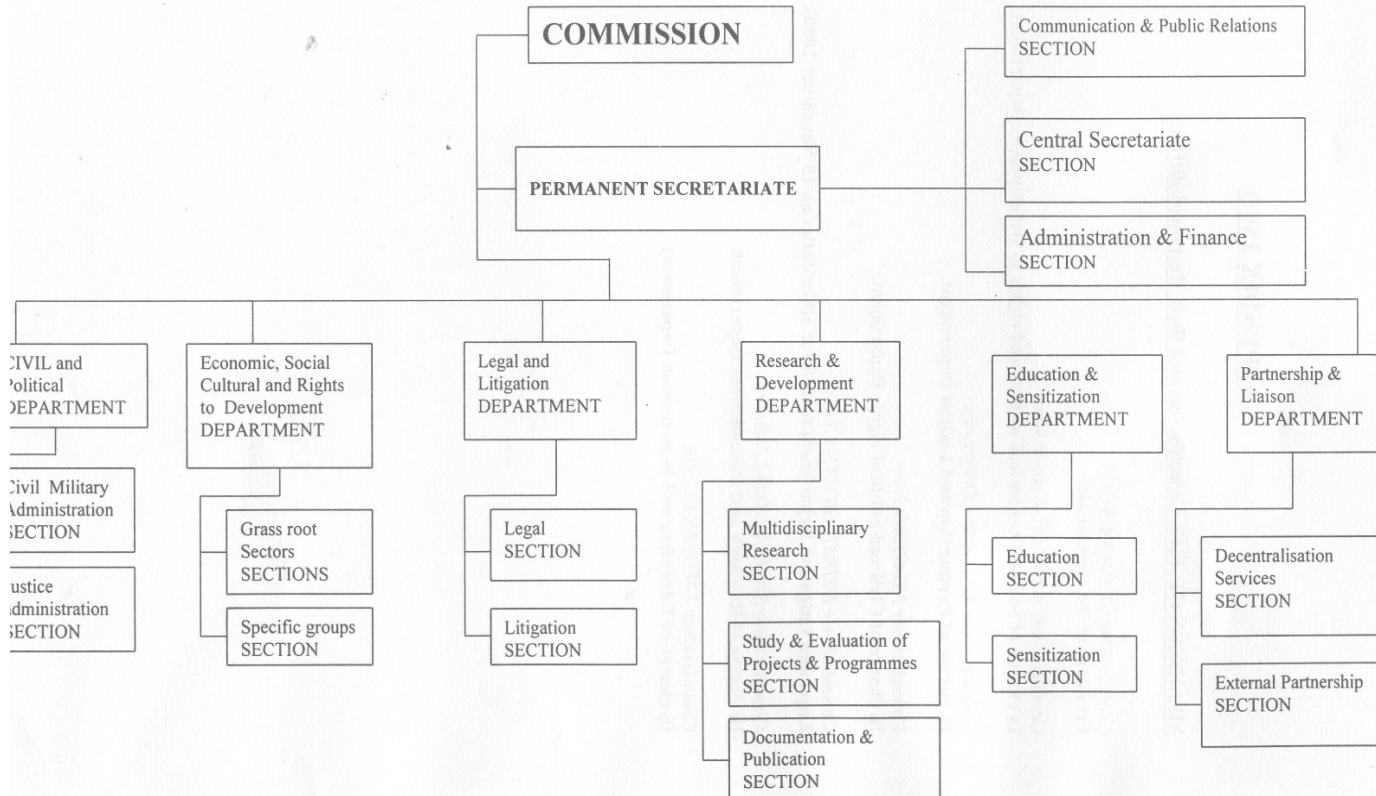 COMMISSION
Communication & Public Relations
SECTION
Central Secretariate
SECTION
PERMANENT SECRETARIATE
Administration & Finance
SECTION
CIVIL and
Political
DEPARTMENT
Civil Military
Administration
SECTION
Justice
administration
SECTION
Economic, Social
Cultural and Rights
to Development
DEPARTMENT
Grass root
Sectors
SECTIONS
Specific groups
SECTION
Legal and
Litigation
DEPARTMENT
Legal
SECTION
Litigation
SECTION
Research &
Development
DEPARTMENT
Multidisciplinary
Research
SECTION
Study & Evaluation of
Projects & Programmes
SECTION
Documentation &
Publication
SECTION
Education &
Sensitization
DEPARTMENT
Education
SECTION
Sensitization
SECTION
Partnership &
Liaison
DEPARTMENT
Decentralisation
Services
SECTION
External Partnership
SECTION